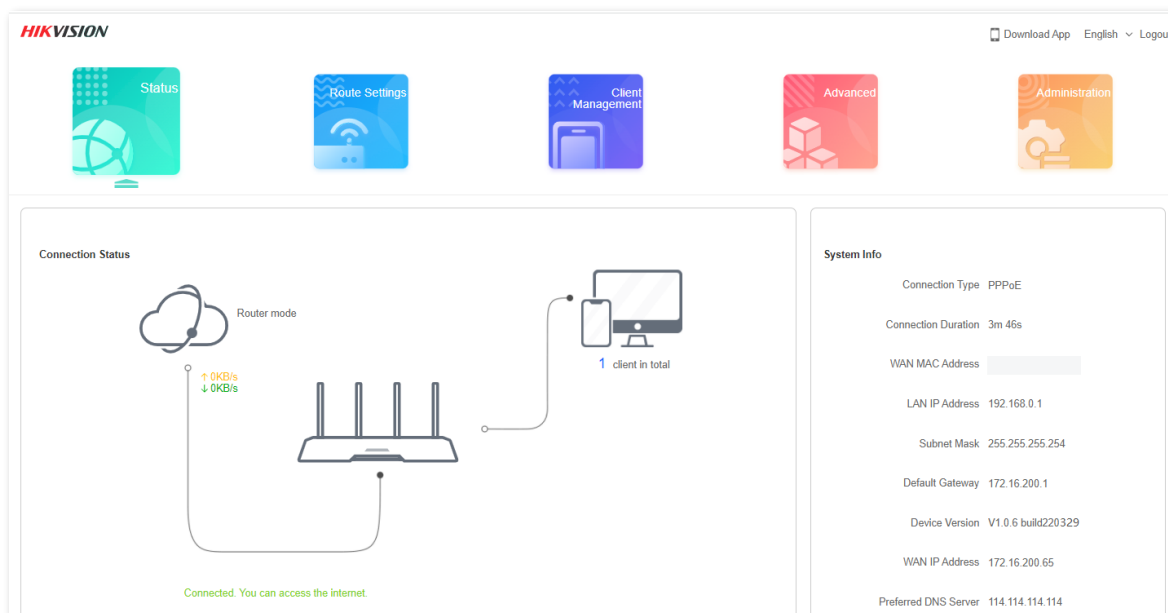 HIKVISION
Download App English Logou
Status
Route Settings
Client
Management
Advanced
Administration
Connection Status
Router mode
↑ 0KB/s
↓ 0KB/s
1 client in total
Connected. You can access the internet.
System Info
Connection Type PPPoE
Connection Duration 3m 46s
WAN MAC Address
LAN IP Address 192.168.0.1
Subnet Mask 255.255.255.254
Default Gateway 172.16.200.1
Device Version V1.0.6 build220329
WAN IP Address 172.16.200.65
Preferred DNS Server 114.114.114.114